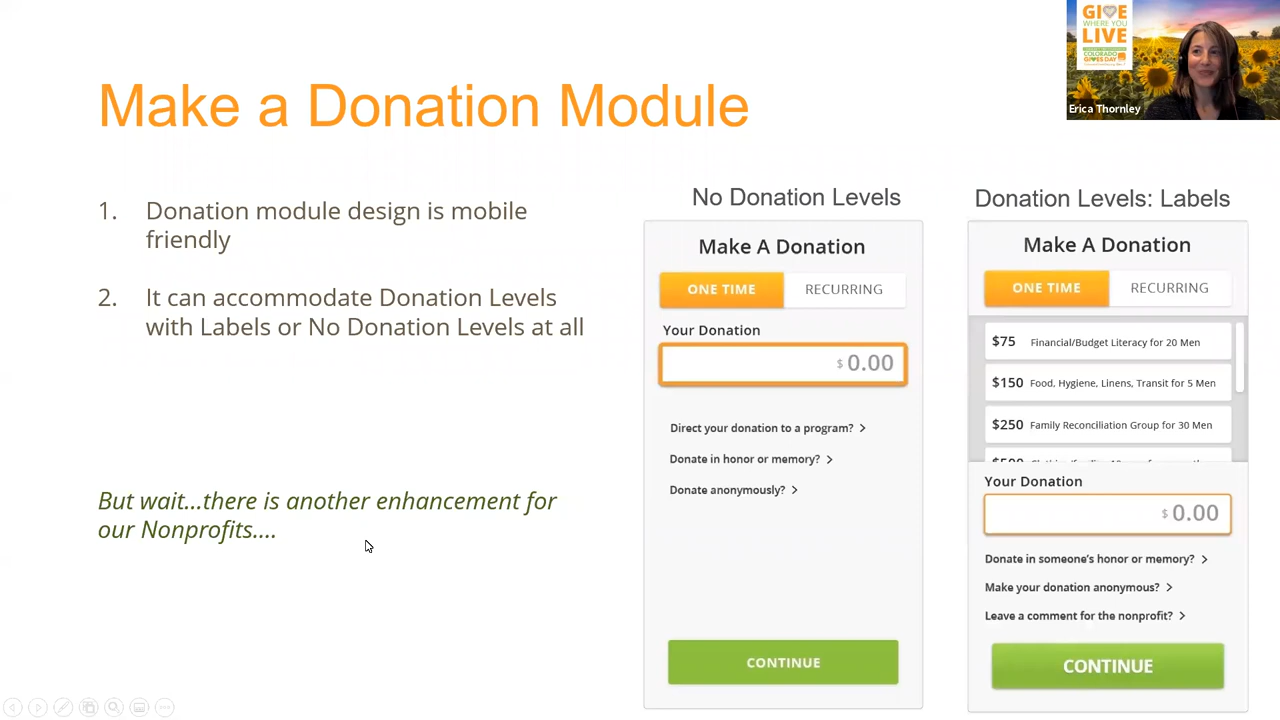 GIVE
WHERE YOU
LIVE
COLORADO
GIVES DAY
Erica Thornley
Make a Donation Module
1. Donation module design is mobile
friendly
2. It can accommodate Donation Levels
with Labels or No Donation Levels at all
But wait...there is another enhancement for
our Nonprofits....
No Donation Levels
Make A Donation
ONE TIME
RECURRING
Your Donation
$ 0.00
Direct your donation to a program? >
Donate in honor or memory? >
Donate anonymously? >
CONTINUE
Donation Levels: Labels
Make A Donation
ONE TIME
RECURRING
$75 Financial/Budget Literacy for 20 Men
$150 Food, Hygiene, Linens, Transit for 5 Men
$250 Family Reconciliation Group for 30 Men
Your Donation
$ 0.00
Donate in someone's honor or memory? >
Make your donation anonymous? >
Leave a comment for the nonprofit? >
CONTINUE